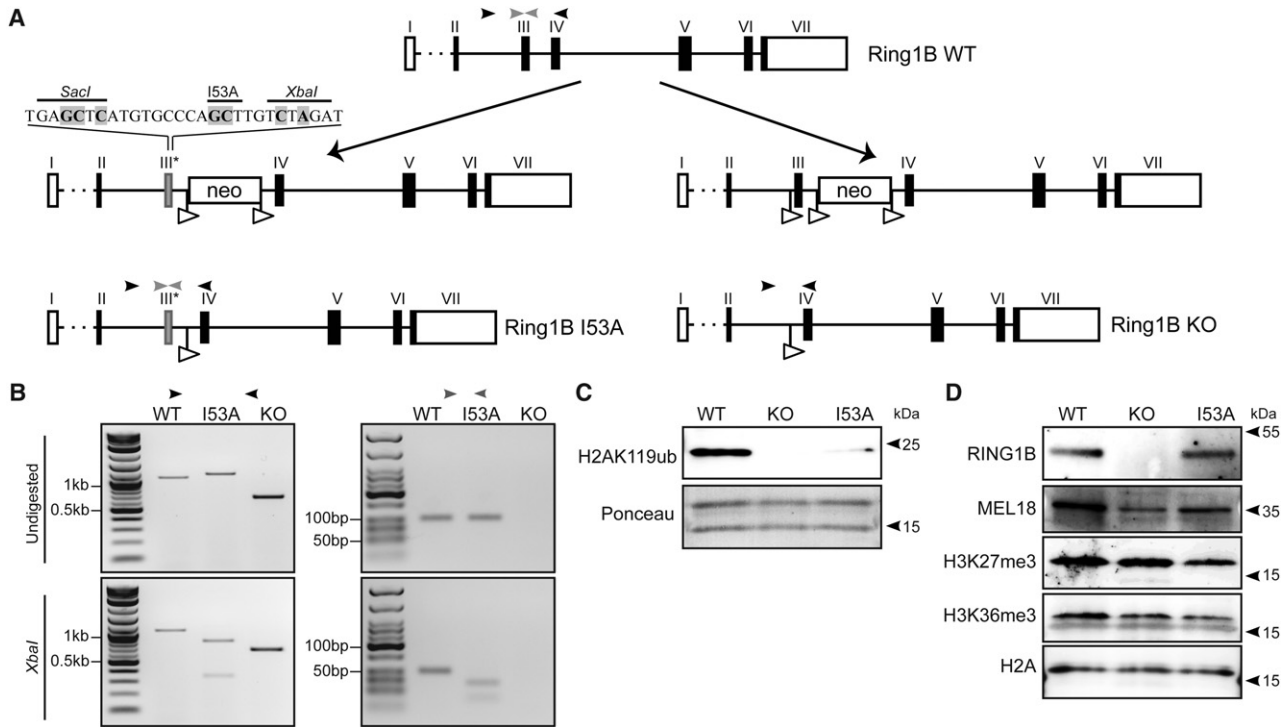 A
I II III IV V VI VII
Ring1B WT
SacI I53A XbaI
TGAGCTCATGTGCCCAGCTTGTCTAGAT
I II III* IV V VI VII
neo
I II III IV V VI VII
neo
I II III* IV V VI VII
Ring1B I53A
I II IV V VI VII
Ring1B KO
B
WT I53A KO
WT I53A KO
Undigested
1kb
0.5kb
100bp
50bp
XbaI
1kb
0.5kb
100bp
50bp
C
WT KO I53A kDa
H2AK119ub
25
Ponceau
15
D
WT KO I53A kDa
55
RING1B
MEL18
35
H3K27me3
15
H3K36me3
15
H2A
15